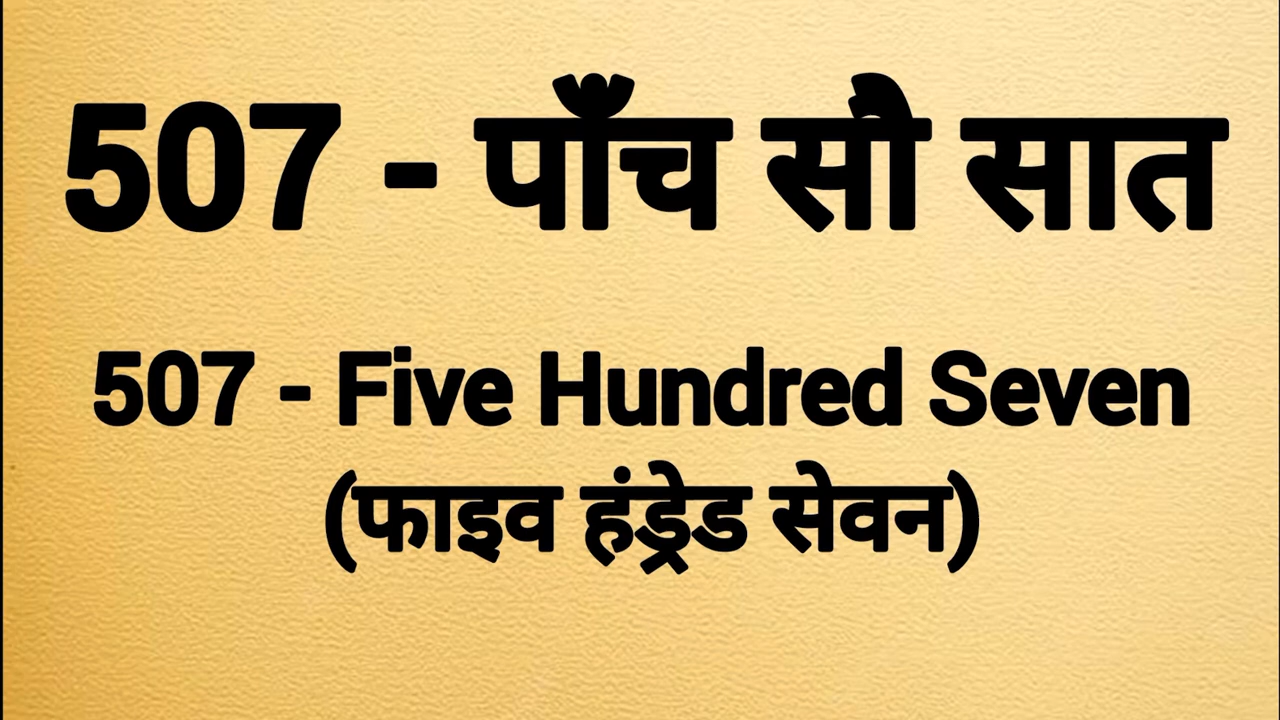 507 - पाँच सौ सात
507 - Five Hundred Seven
(फाइव हंड्रेड सेवन)